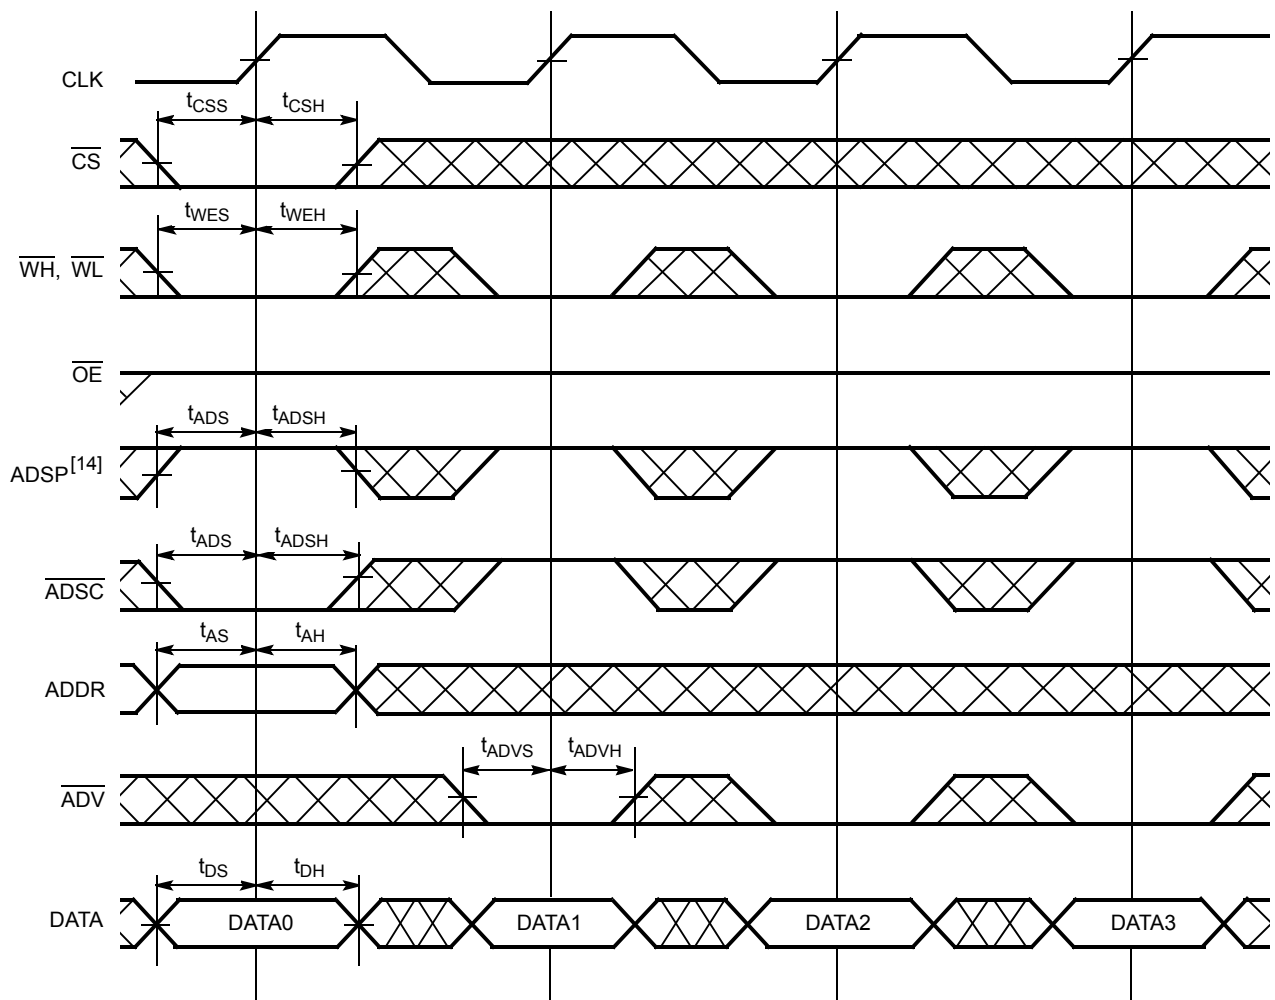 CLK
tCSS tCSH
CS
tWES tWEH
WH, WL
OE
tADS tADSH
ADSP[14]
tADS tADSH
ADSC
tAS tAH
ADDR
tADVS tADVH
ADV
tDS tDH
DATA DATA0 DATA1 DATA2 DATA3